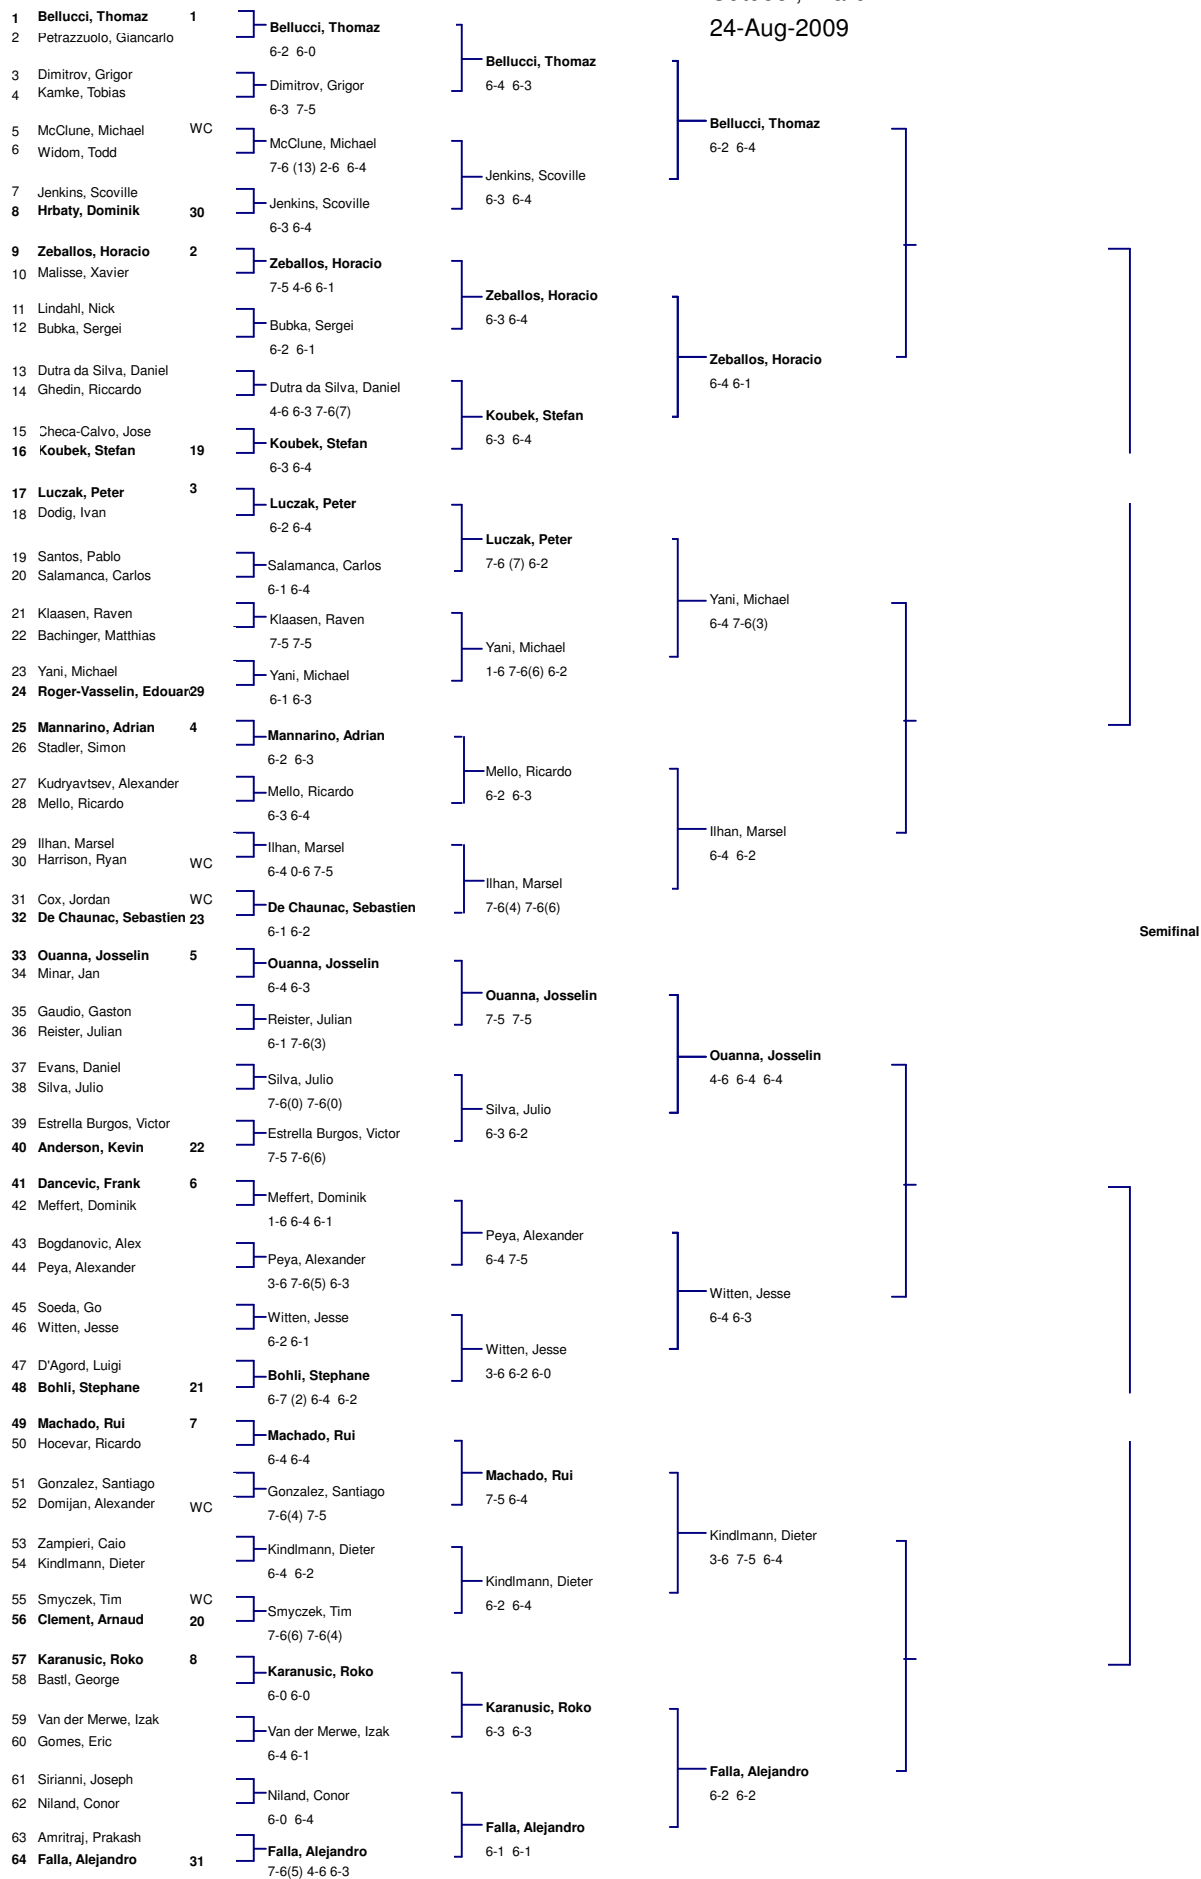 24-Aug-2009
1 Bellucci, Thomaz 1
2 Petrazzuolo, Giancarlo
3 Dimitrov, Grigor
4 Kamke, Tobias
5 McClune, Michael WC
6 Widom, Todd
7 Jenkins, Scoville
8 Hrbaty, Dominik 30
9 Zeballos, Horacio 2
10 Malisse, Xavier
11 Lindahl, Nick
12 Bubka, Sergei
13 Dutra da Silva, Daniel
14 Ghedin, Riccardo
15 Checa-Calvo, Jose
16 Koubek, Stefan 19
17 Luczak, Peter 3
18 Dodig, Ivan
19 Santos, Pablo
20 Salamanca, Carlos
21 Klaasen, Raven
22 Bachinger, Matthias
23 Yani, Michael
24 Roger-Vasselin, Edouar 29
25 Mannarino, Adrian 4
26 Stadler, Simon
27 Kudryavtsev, Alexander
28 Mello, Ricardo
29 Ilhan, Marsel
30 Harrison, Ryan WC
31 Cox, Jordan WC
32 De Chaunac, Sebastien 23
33 Ouanna, Josselin 5
34 Minar, Jan
35 Gaudio, Gaston
36 Reister, Julian
37 Evans, Daniel
38 Silva, Julio
39 Estrella Burgos, Victor
40 Anderson, Kevin 22
41 Dancevic, Frank 6
42 Meffert, Dominik
43 Bogdanovic, Alex
44 Peya, Alexander
45 Soeda, Go
46 Witten, Jesse
47 D'Agord, Luigi
48 Bohli, Stephane 21
49 Machado, Rui 7
50 Hocevar, Ricardo
51 Gonzalez, Santiago
52 Domijan, Alexander WC
53 Zampieri, Caio
54 Kindlmann, Dieter
55 Smyczek, Tim WC
56 Clement, Arnaud 20
57 Karanusic, Roko 8
58 Bastl, George
59 Van der Merwe, Izak
60 Gomes, Eric
61 Sirianni, Joseph
62 Niland, Conor
63 Amritraj, Prakash
64 Falla, Alejandro 31
Bellucci, Thomaz
6-2 6-0
Dimitrov, Grigor
6-3 7-5
McClune, Michael
7-6 (13) 2-6 6-4
Jenkins, Scoville
6-3 6-4
Zeballos, Horacio
7-5 4-6 6-1
Bubka, Sergei
6-2 6-1
Dutra da Silva, Daniel
4-6 6-3 7-6(7)
Koubek, Stefan
6-3 6-4
Luczak, Peter
6-2 6-4
Salamanca, Carlos
6-1 6-4
Klaasen, Raven
7-5 7-5
Yani, Michael
6-1 6-3
Mannarino, Adrian
6-2 6-3
Mello, Ricardo
6-3 6-4
Ilhan, Marsel
6-4 0-6 7-5
De Chaunac, Sebastien
6-1 6-2
Ouanna, Josselin
6-4 6-3
Reister, Julian
6-1 7-6(3)
Silva, Julio
7-6(0) 7-6(0)
Estrella Burgos, Victor
7-5 7-6(6)
Meffert, Dominik
1-6 6-4 6-1
Peya, Alexander
3-6 7-6(5) 6-3
Witten, Jesse
6-2 6-1
Bohli, Stephane
6-7 (2) 6-4 6-2
Machado, Rui
6-4 6-4
Gonzalez, Santiago
7-6(4) 7-5
Kindlmann, Dieter
6-4 6-2
Smyczek, Tim
7-6(6) 7-6(4)
Karanusic, Roko
6-0 6-0
Van der Merwe, Izak
6-4 6-1
Niland, Conor
6-0 6-4
Falla, Alejandro
7-6(5) 4-6 6-3
Bellucci, Thomaz
6-4 6-3
Jenkins, Scoville
6-3 6-4
Zeballos, Horacio
6-3 6-4
Koubek, Stefan
6-3 6-4
Luczak, Peter
7-6 (7) 6-2
Yani, Michael
1-6 7-6(6) 6-2
Mello, Ricardo
6-2 6-3
Ilhan, Marsel
7-6(4) 7-6(6)
Ouanna, Josselin
7-5 7-5
Silva, Julio
6-3 6-2
Peya, Alexander
6-4 7-5
Witten, Jesse
3-6 6-2 6-0
Machado, Rui
7-5 6-4
Kindlmann, Dieter
6-2 6-4
Karanusic, Roko
6-3 6-3
Falla, Alejandro
6-1 6-1
Bellucci, Thomaz
6-2 6-4
Zeballos, Horacio
6-4 6-1
Yani, Michael
6-4 7-6(3)
Ilhan, Marsel
6-4 6-2
Ouanna, Josselin
4-6 6-4 6-4
Witten, Jesse
6-4 6-3
Kindlmann, Dieter
3-6 7-5 6-4
Falla, Alejandro
6-2 6-2
Semifinal